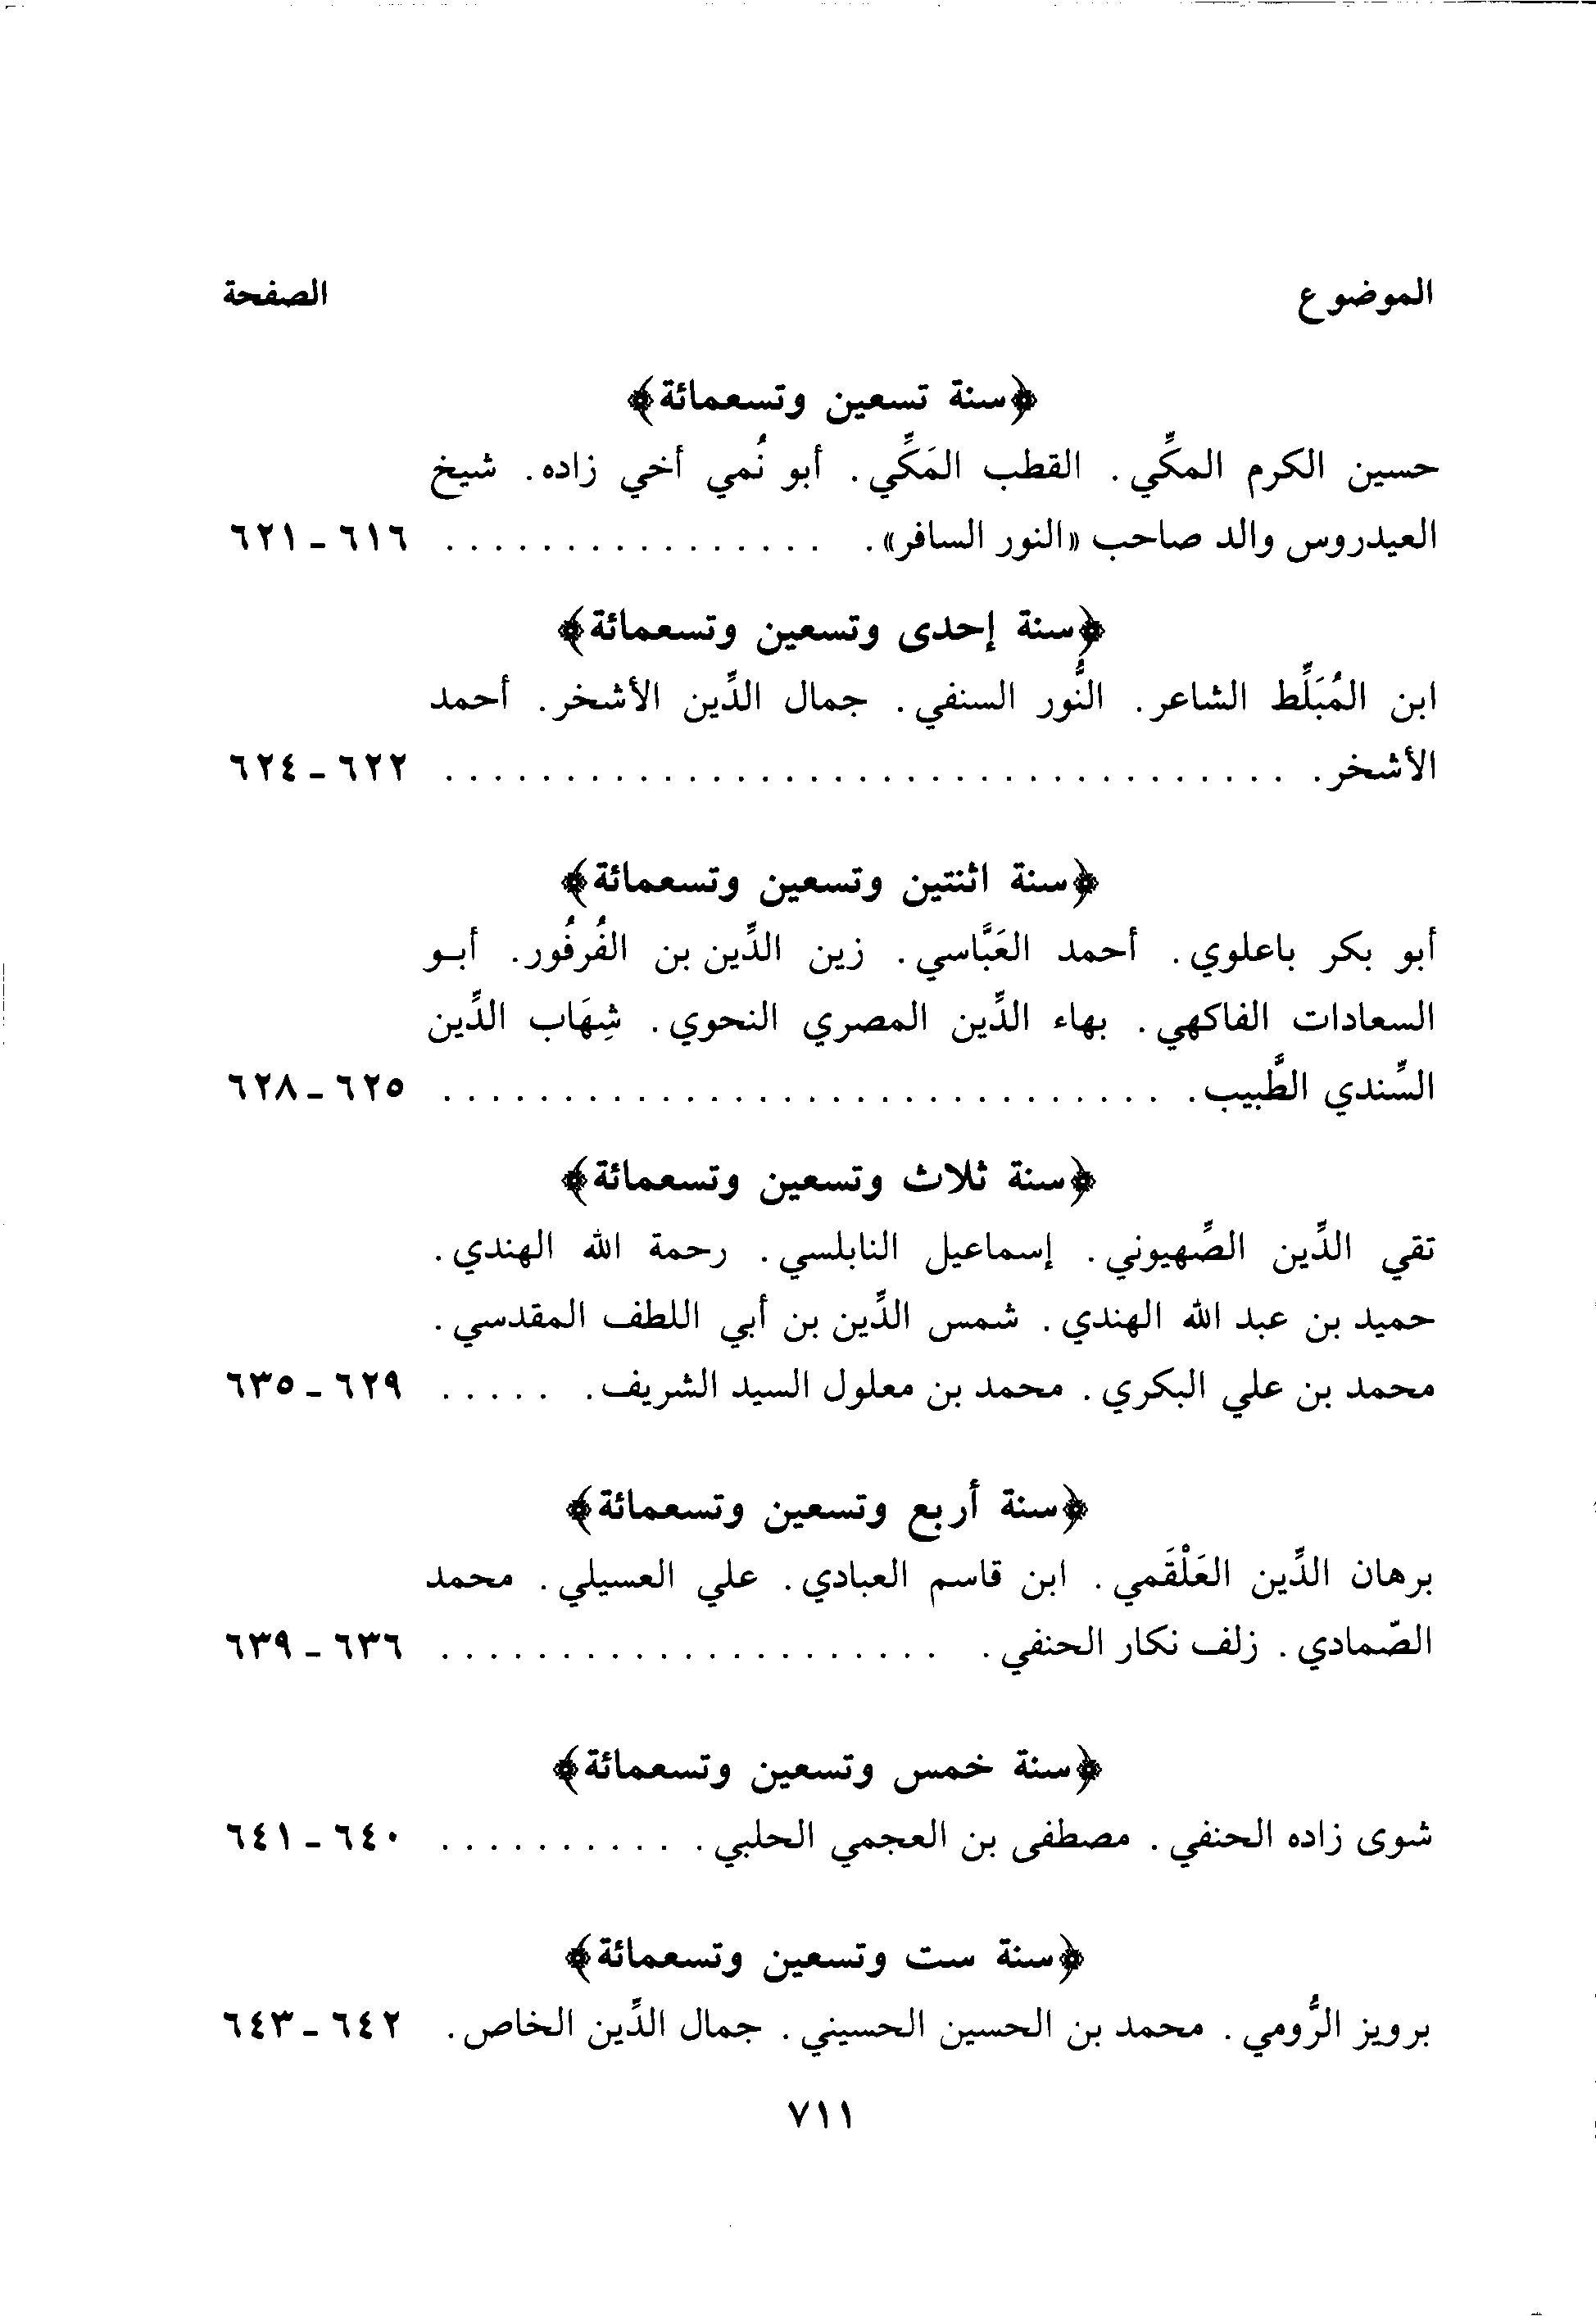 الموضوع الصفحة
﴿سنة تسعين وتسعمائة﴾
حسين الكرم المكِّي. القطب المَكِّي. أبو نُمي أخي زاده. شيخ
العيدروس والد صاحب «النور السافر». . . . . . . . . . . . . . . . . ٦١٦ - ٦٢١
﴿سنة إحدى وتسعين وتسعمائة﴾
ابن المُبَلِّط الشاعر. النُّور السنفي. جمال الدِّين الأشخر. أحمد
الأشخر. . . . . . . . . . . . . . . . . . . . . . . . . . . . . . . . . . . . ٦٢٢ - ٦٢٤
﴿سنة اثنتين وتسعين وتسعمائة﴾
أبو بكر باعلوي. أحمد العَبَّاسي. زين الدِّين بن الفُرفُور. أبـو
السعادات الفاكهي. بهاء الدِّين المصري النحوي. شِهَاب الدِّين
السِّندي الطَّبيب. . . . . . . . . . . . . . . . . . . . . . . . . . . . . . . ٦٢٥ - ٦٢٨
﴿سنة ثلاث وتسعين وتسعمائة﴾
تقي الدِّين الصِّهيوني. إسماعيل النابلسي. رحمة الله الهندي.
حميد بن عبد الله الهندي. شمس الدِّين بن أبي اللطف المقدسي.
محمد بن علي البكري. محمد بن معلول السيد الشريف. . . . . . ٦٢٩ - ٦٣٥
﴿سنة أربع وتسعين وتسعمائة﴾
برهان الدِّين العَلْقَمي. ابن قاسم العبادي. علي العسيلي. محمد
الصّمادي. زلف نكار الحنفي. . . . . . . . . . . . . . . . . . . . . . ٦٣٦ - ٦٣٩
﴿سنة خمس وتسعين وتسعمائة﴾
شوى زاده الحنفي. مصطفى بن العجمي الحلبي. . . . . . . . . . . ٦٤٠ - ٦٤١
﴿سنة ست وتسعين وتسعمائة﴾
برويز الرُّومي. محمد بن الحسين الحسيني. جمال الدِّين الخاص. ٦٤٢ - ٦٤٣
٧١١